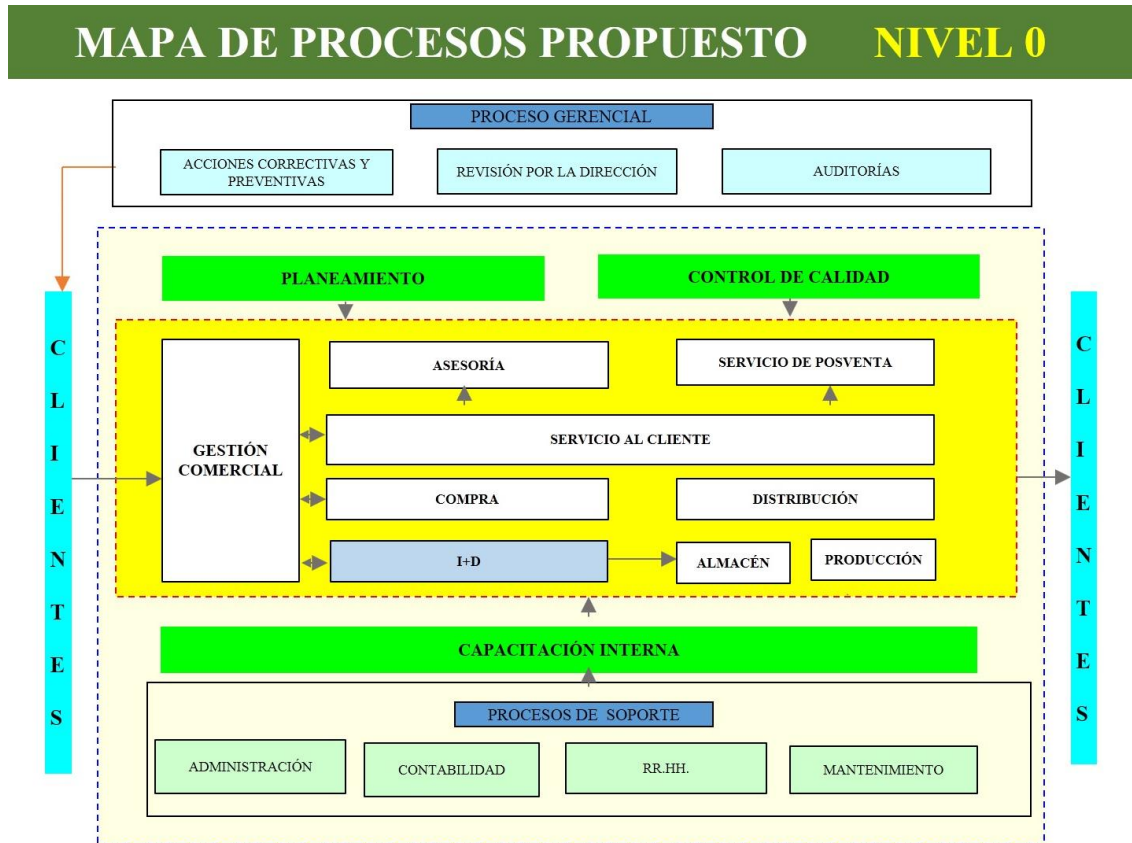 MAPA DE PROCESOS PROPUESTO NIVEL 0
PROCESO GERENCIAL
ACCIONES CORRECTIVAS Y
PREVENTIVAS
REVISIÓN POR LA DIRECCIÓN
AUDITORÍAS
PLANEAMIENTO
CONTROL DE CALIDAD
CLIENTES
GESTIÓN
COMERCIAL
ASESORÍA
SERVICIO DE POSVENTA
SERVICIO AL CLIENTE
COMPRA
DISTRIBUCIÓN
I+D
ALMACÉN
PRODUCCIÓN
CLIENTES
CAPACITACIÓN INTERNA
PROCESOS DE SOPORTE
ADMINISTRACIÓN
CONTABILIDAD
RR.HH.
MANTENIMIENTO